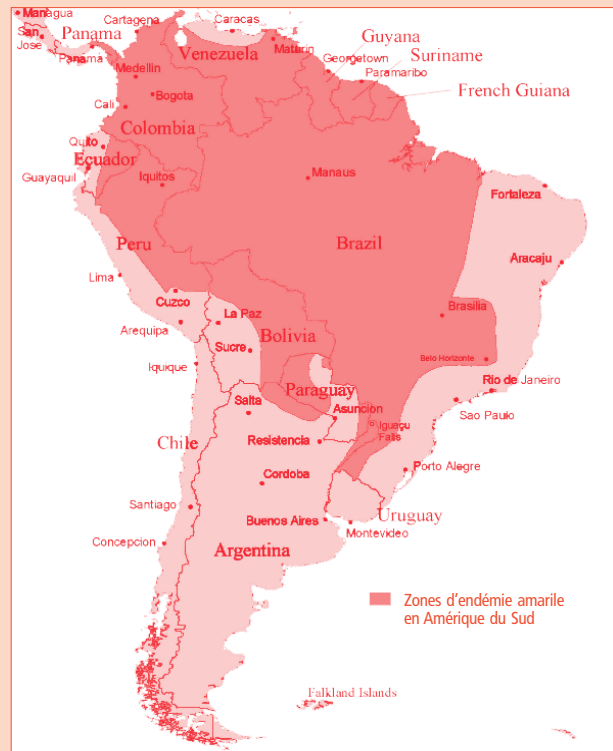 Managua
San
José
Panama
Panama
Cartagena
Caracas
Venezuela
Maturin
Guyana
Georgetown
Suriname
Paramaribo
French Guiana
Medellin
Bogota
Cali
Colombia
Quito
Ecuador
Guayaquil
Iquitos
Manaus
Fortaleza
Peru
Brazil
Aracaju
Lima
Cuzco
La Paz
Brasilia
Arequipa
Bolivia
Sucre
Belo Horizonte
Iquique
Paraguay
Rio de Janeiro
Salta
Asuncion
Sao Paulo
Iguaçu
Falls
Chile
Resistencia
Cordoba
Porto Alegre
Santiago
Buenos Aires
Uruguay
Montevideo
Concepcion
Argentina
Zones d'endémie amarile
en Amérique du Sud
Falkland Islands